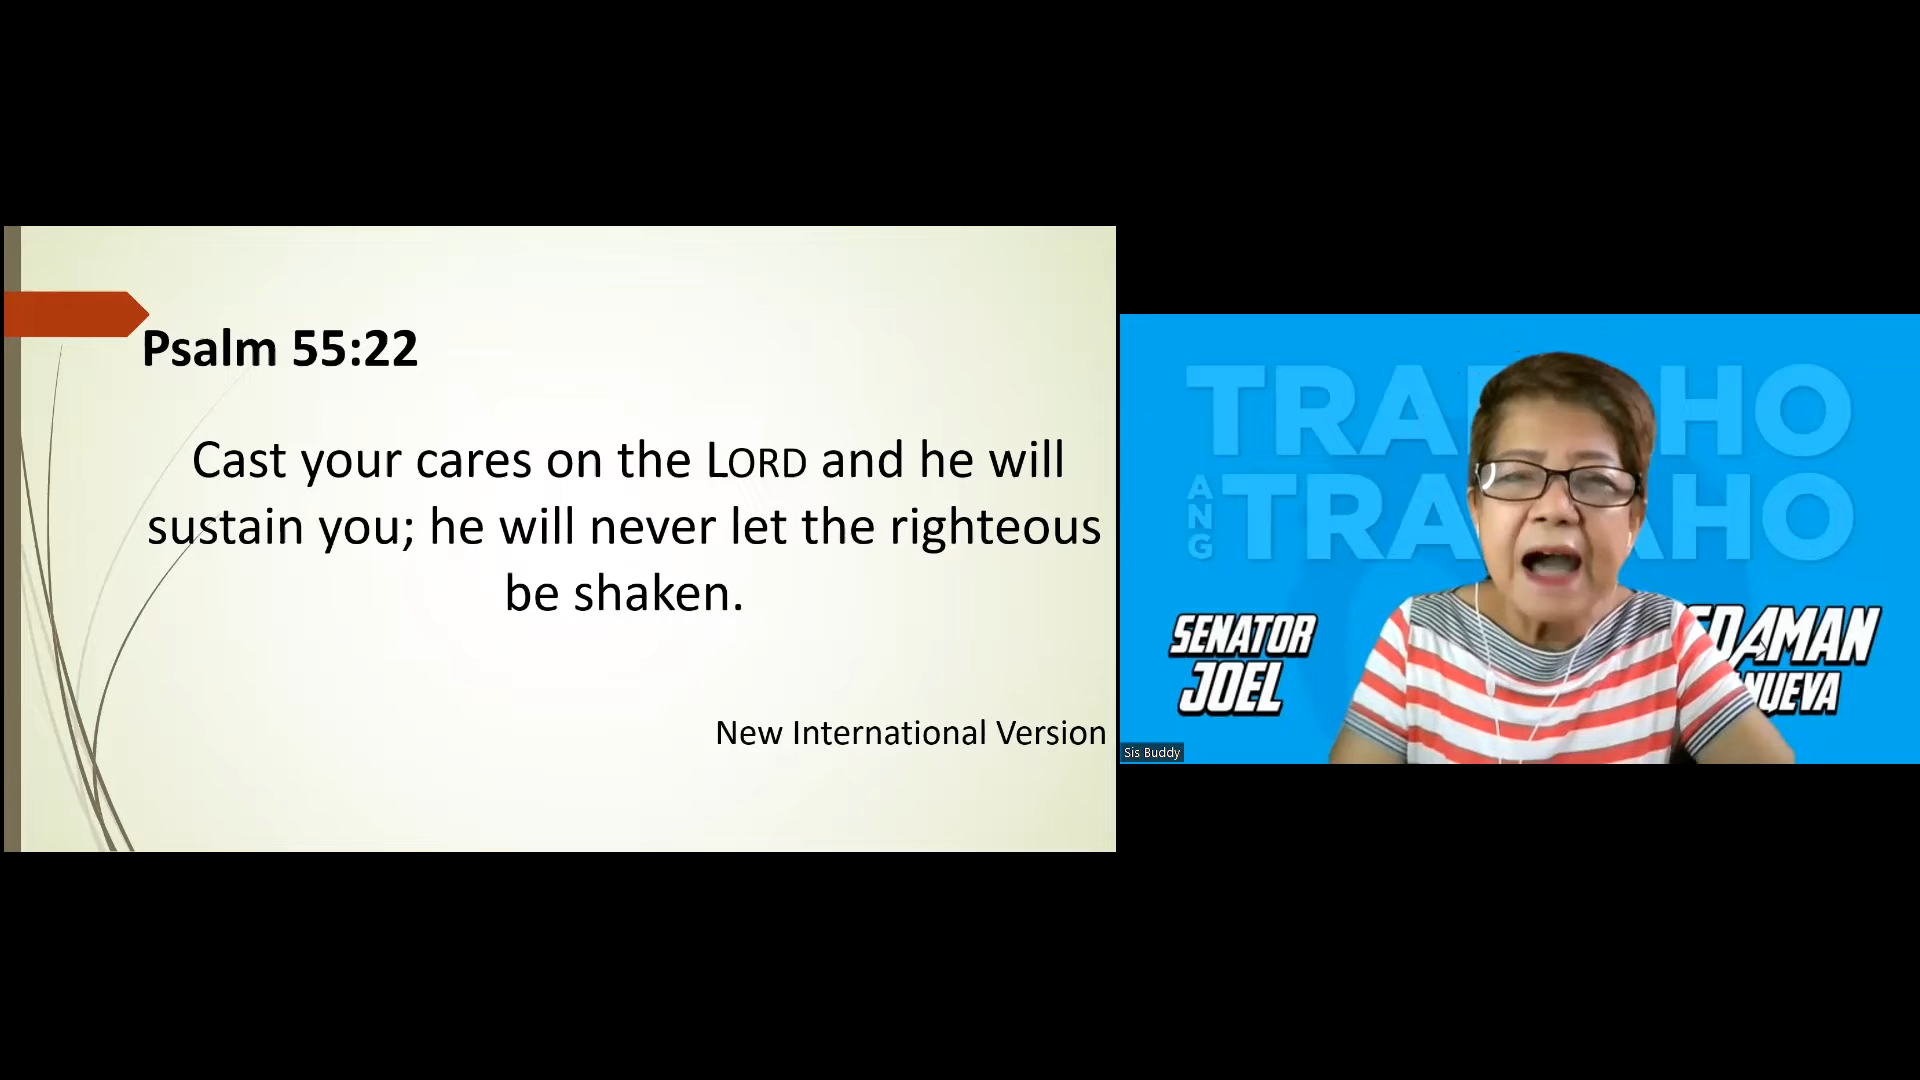 Psalm 55:22
Cast your cares on the LORD and he will
sustain you; he will never let the righteous
be shaken.
New International Version
ANG
SENATOR
JOEL
Sis Buddy